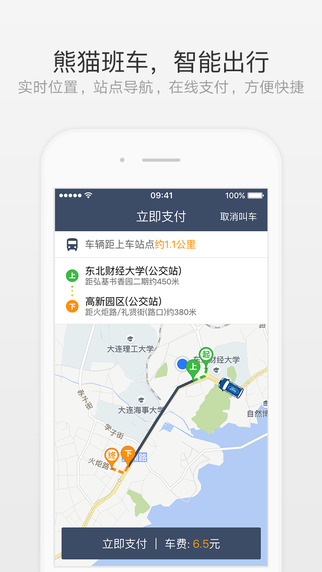 熊猫班车，智能出行
实时位置，站点导航，在线支付，方便快捷
09:41
100%
立即支付
取消叫车
车辆距上车站点约1.1公里
上
东北财经大学(公交站)
距弘基书香园二期约450米
下
高新园区(公交站)
距火炬路/礼贤街(路口)约380米
大连理工大学
起
东北财经大学
上
大连海事大学
自然博
学子街
终
下
火炬路
立即支付 | 车费: 6.5元